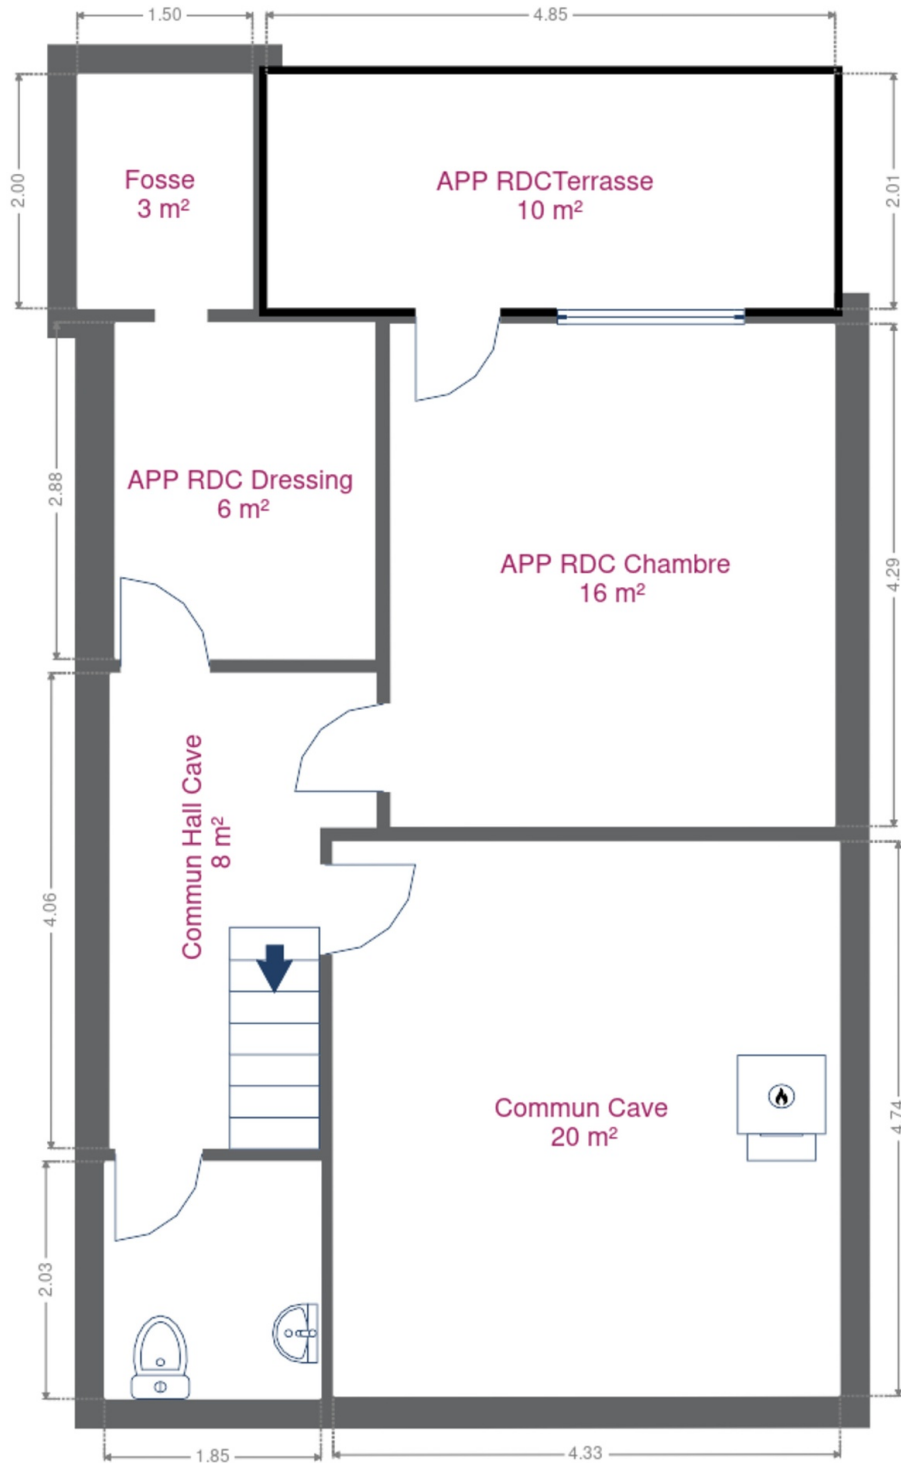 1.50
4.85
2.00
Fosse
3 m²
APP RDCTerrasse
10 m²
2.01
2.88
APP RDC Dressing
6 m²
APP RDC Chambre
16 m²
4.29
Commun Hall Cave
8 m²
4.06
Commun Cave
20 m²
4.74
2.03
1.85
4.33